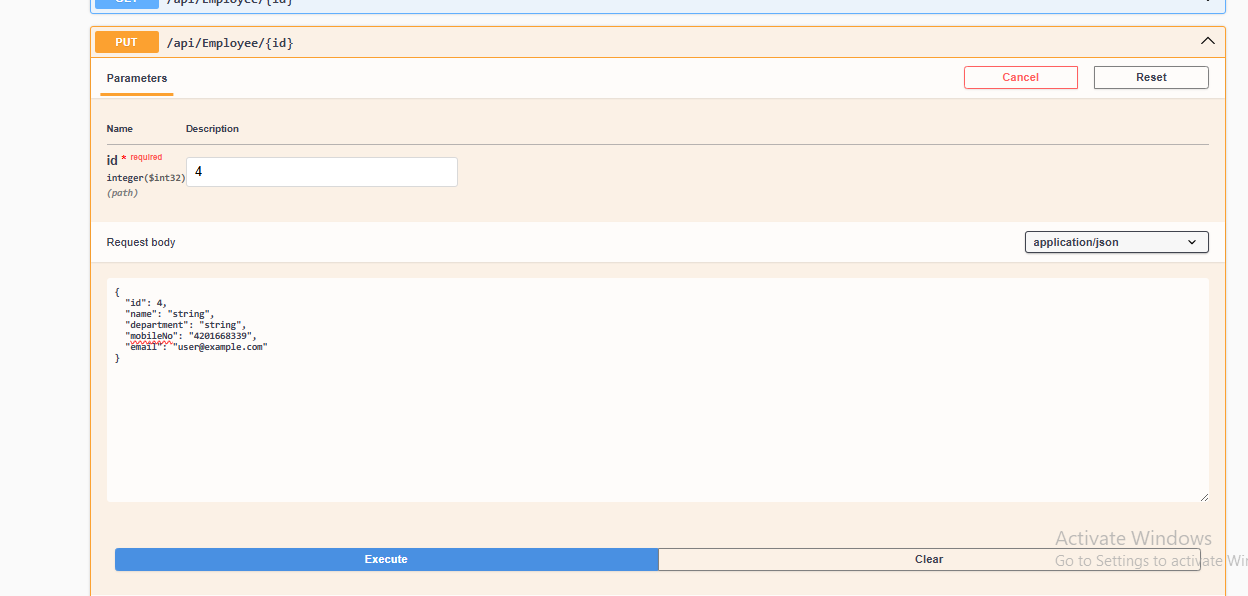 GET /api/Employee/{id}
PUT /api/Employee/{id}
Parameters Cancel Reset
Name Description
id * required
integer($int32) 4
(path)
Request body application/json
{
"id": 4,
"name": "string",
"department": "string",
"mobileNo": "4201668339",
"email": "user@example.com"
}
Execute Clear
Activate Windows
Go to Settings to activate Win